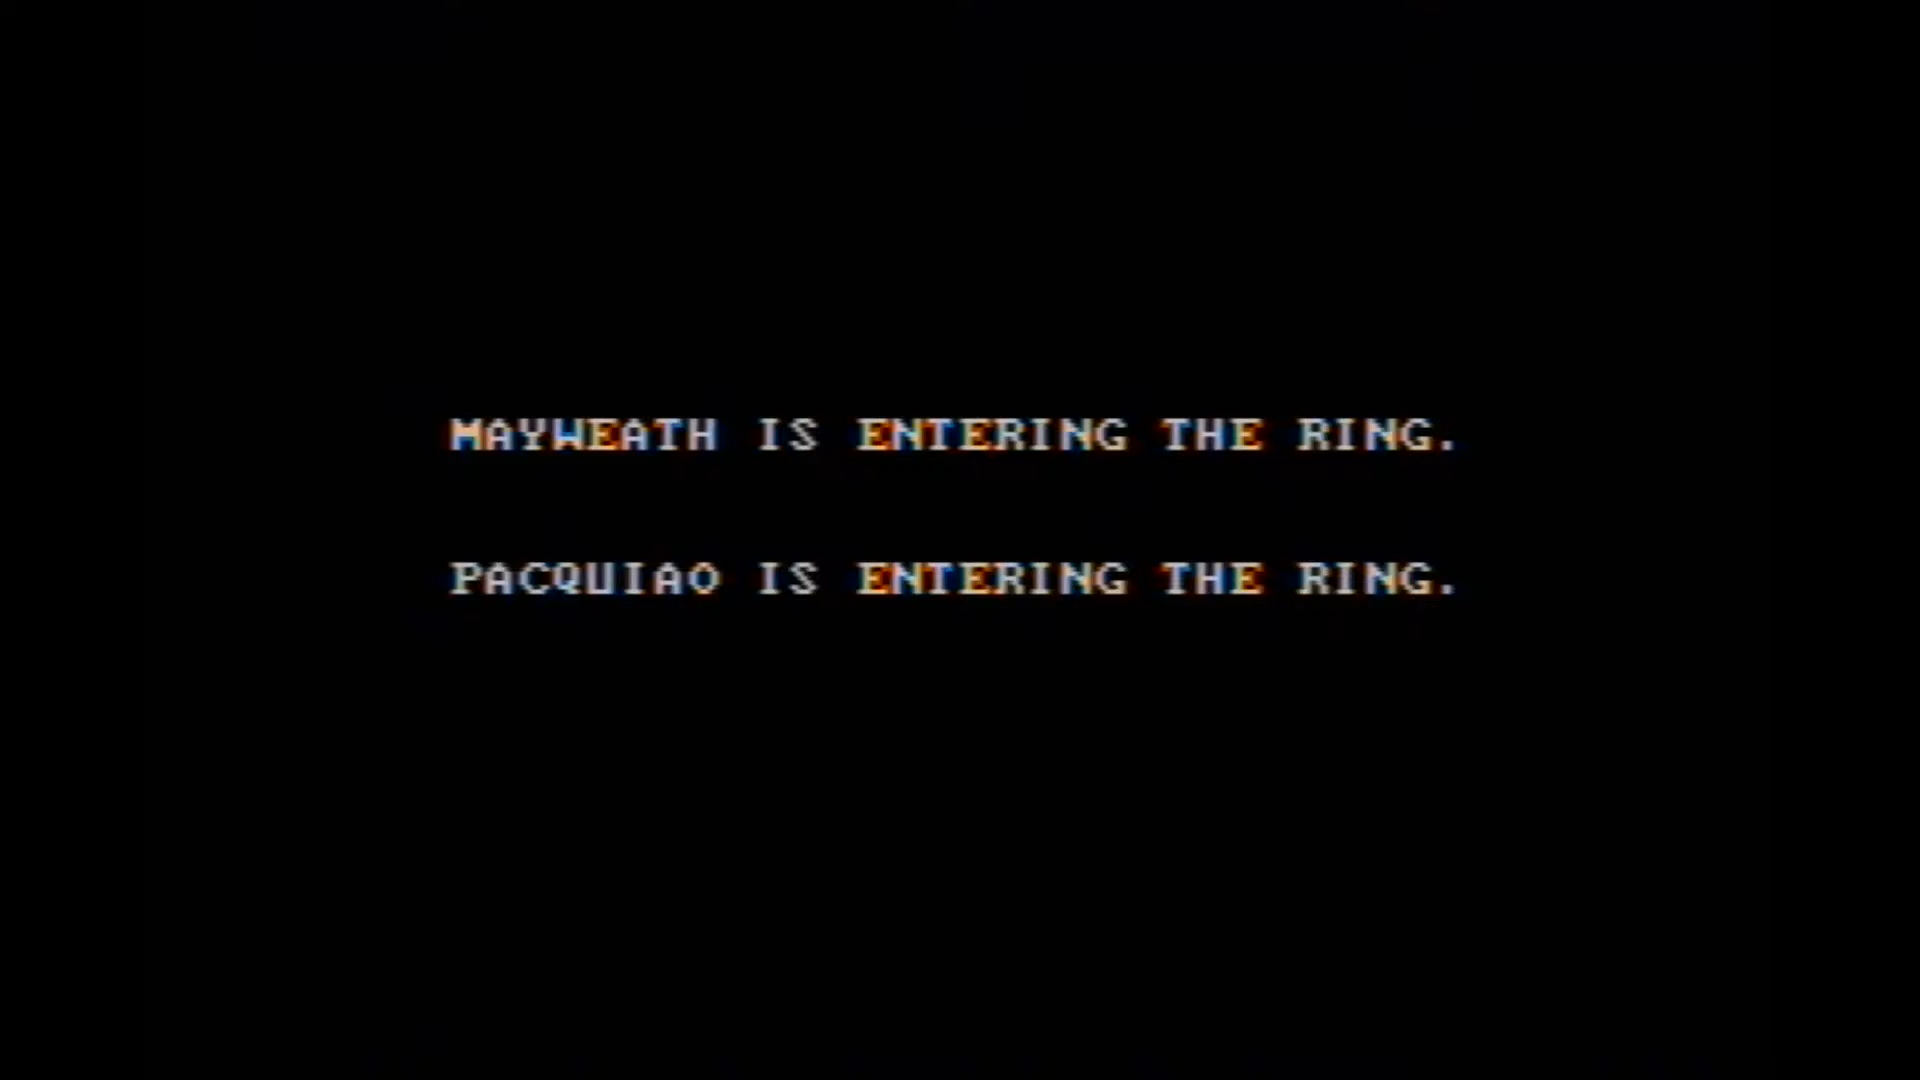 MAYWEATH IS ENTERING THE RING.
PACQUIAO IS ENTERING THE RING.